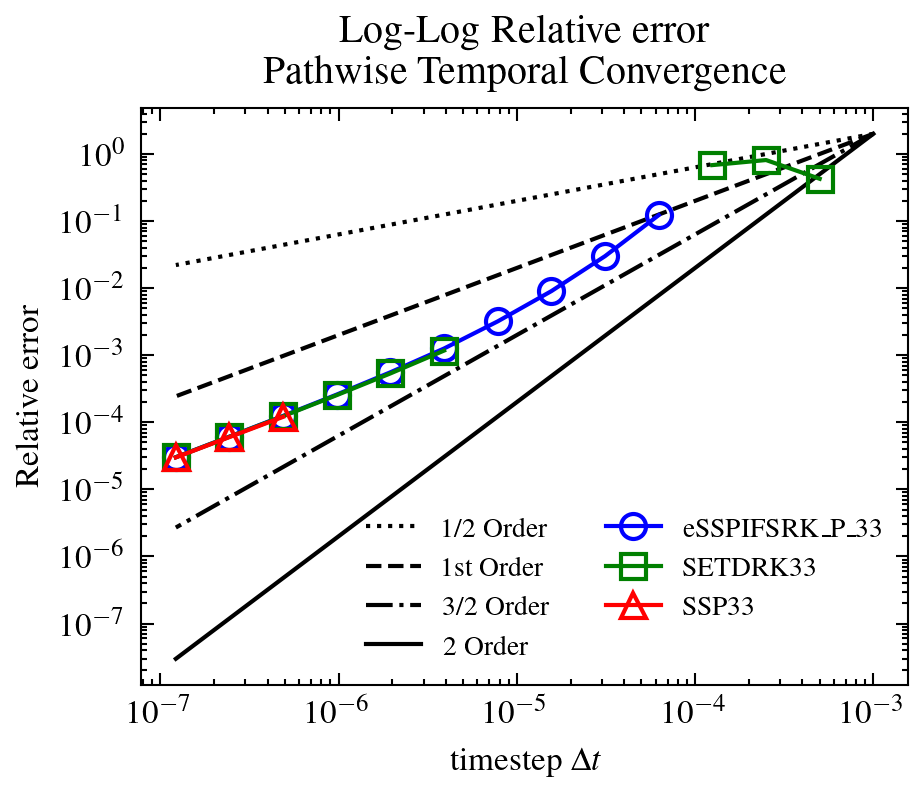 Log-Log Relative error
Pathwise Temporal Convergence
Relative error
10⁰
10⁻¹
10⁻²
10⁻³
10⁻⁴
10⁻⁵
10⁻⁶
10⁻⁷
1/2 Order
1st Order
3/2 Order
2 Order
eSSPIFSRK_P_33
SETDRK33
SSP33
10⁻⁷ 10⁻⁶ 10⁻⁵ 10⁻⁴ 10⁻³
timestep Δt